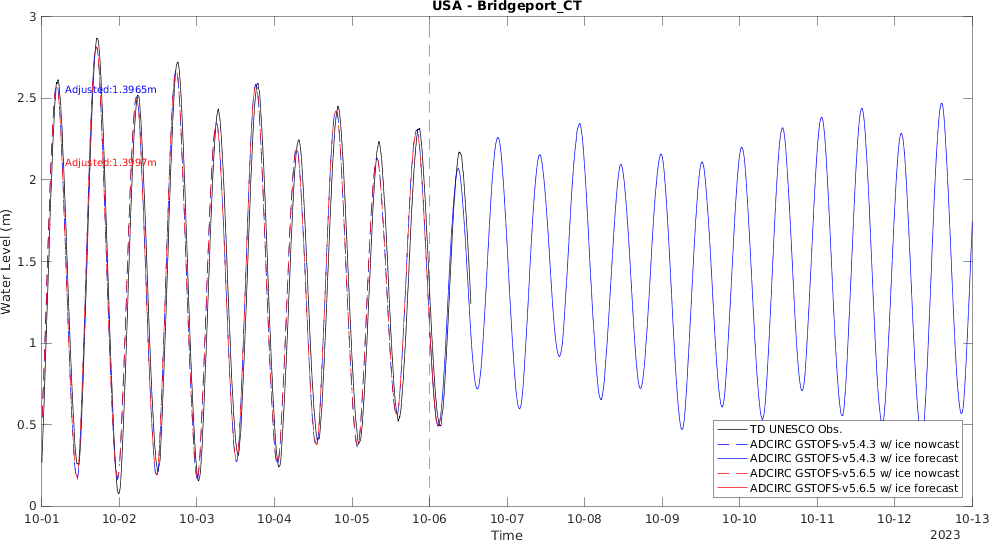 USA - Bridgeport_CT
3
2.5
2
1.5
1
0.5
0
Water Level (m)
Adjusted:1.3965m
Adjusted:1.3997m
TD UNESCO Obs.
ADCIRC GSTOFS-v5.4.3 w/ ice nowcast
ADCIRC GSTOFS-v5.4.3 w/ ice forecast
ADCIRC GSTOFS-v5.6.5 w/ ice nowcast
ADCIRC GSTOFS-v5.6.5 w/ ice forecast
10-01 10-02 10-03 10-04 10-05 10-06 10-07 10-08 10-09 10-10 10-11 10-12 10-13
Time
2023